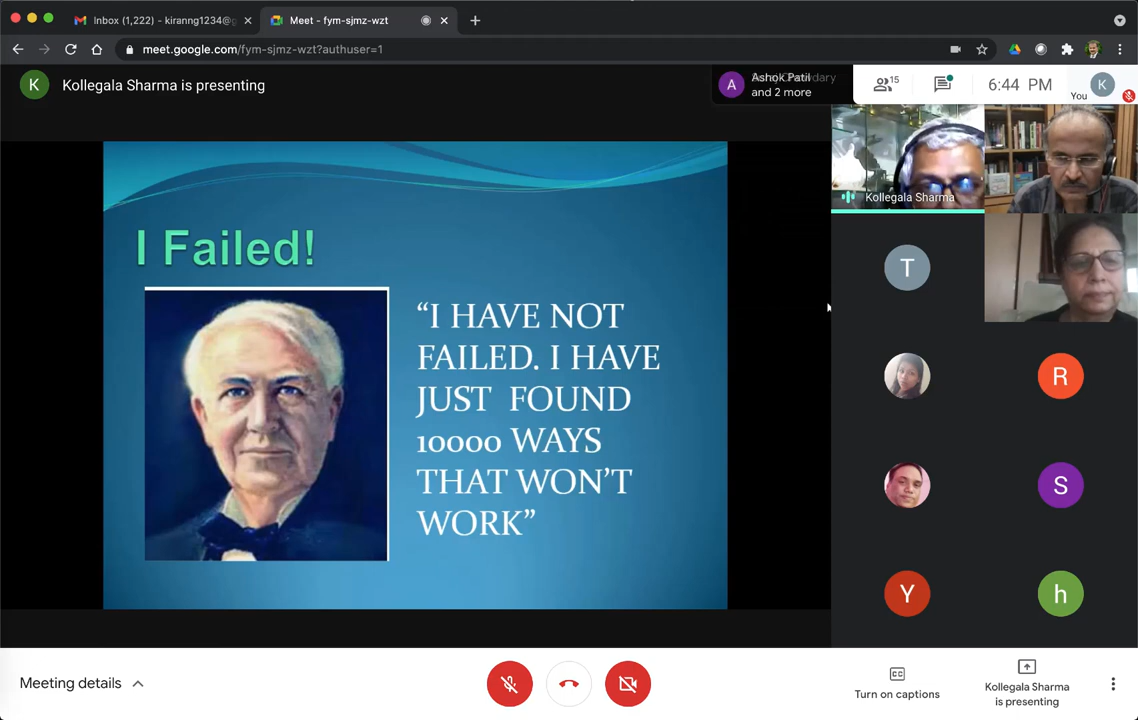 Inbox (1,222) - kiranng1234@g
Meet - fym-sjmz-wzt
meet.google.com/fym-sjmz-wzt?authuser=1
K
Kollegala Sharma is presenting
A
Ashok Patil
and 2 more
15
6:44 PM
You
K
Kollegala Sharma
I Failed!
“I HAVE NOT
FAILED. I HAVE
JUST FOUND
10000 WAYS
THAT WON’T
WORK”
T
R
S
Y
h
Meeting details
Turn on captions
Kollegala Sharma
is presenting